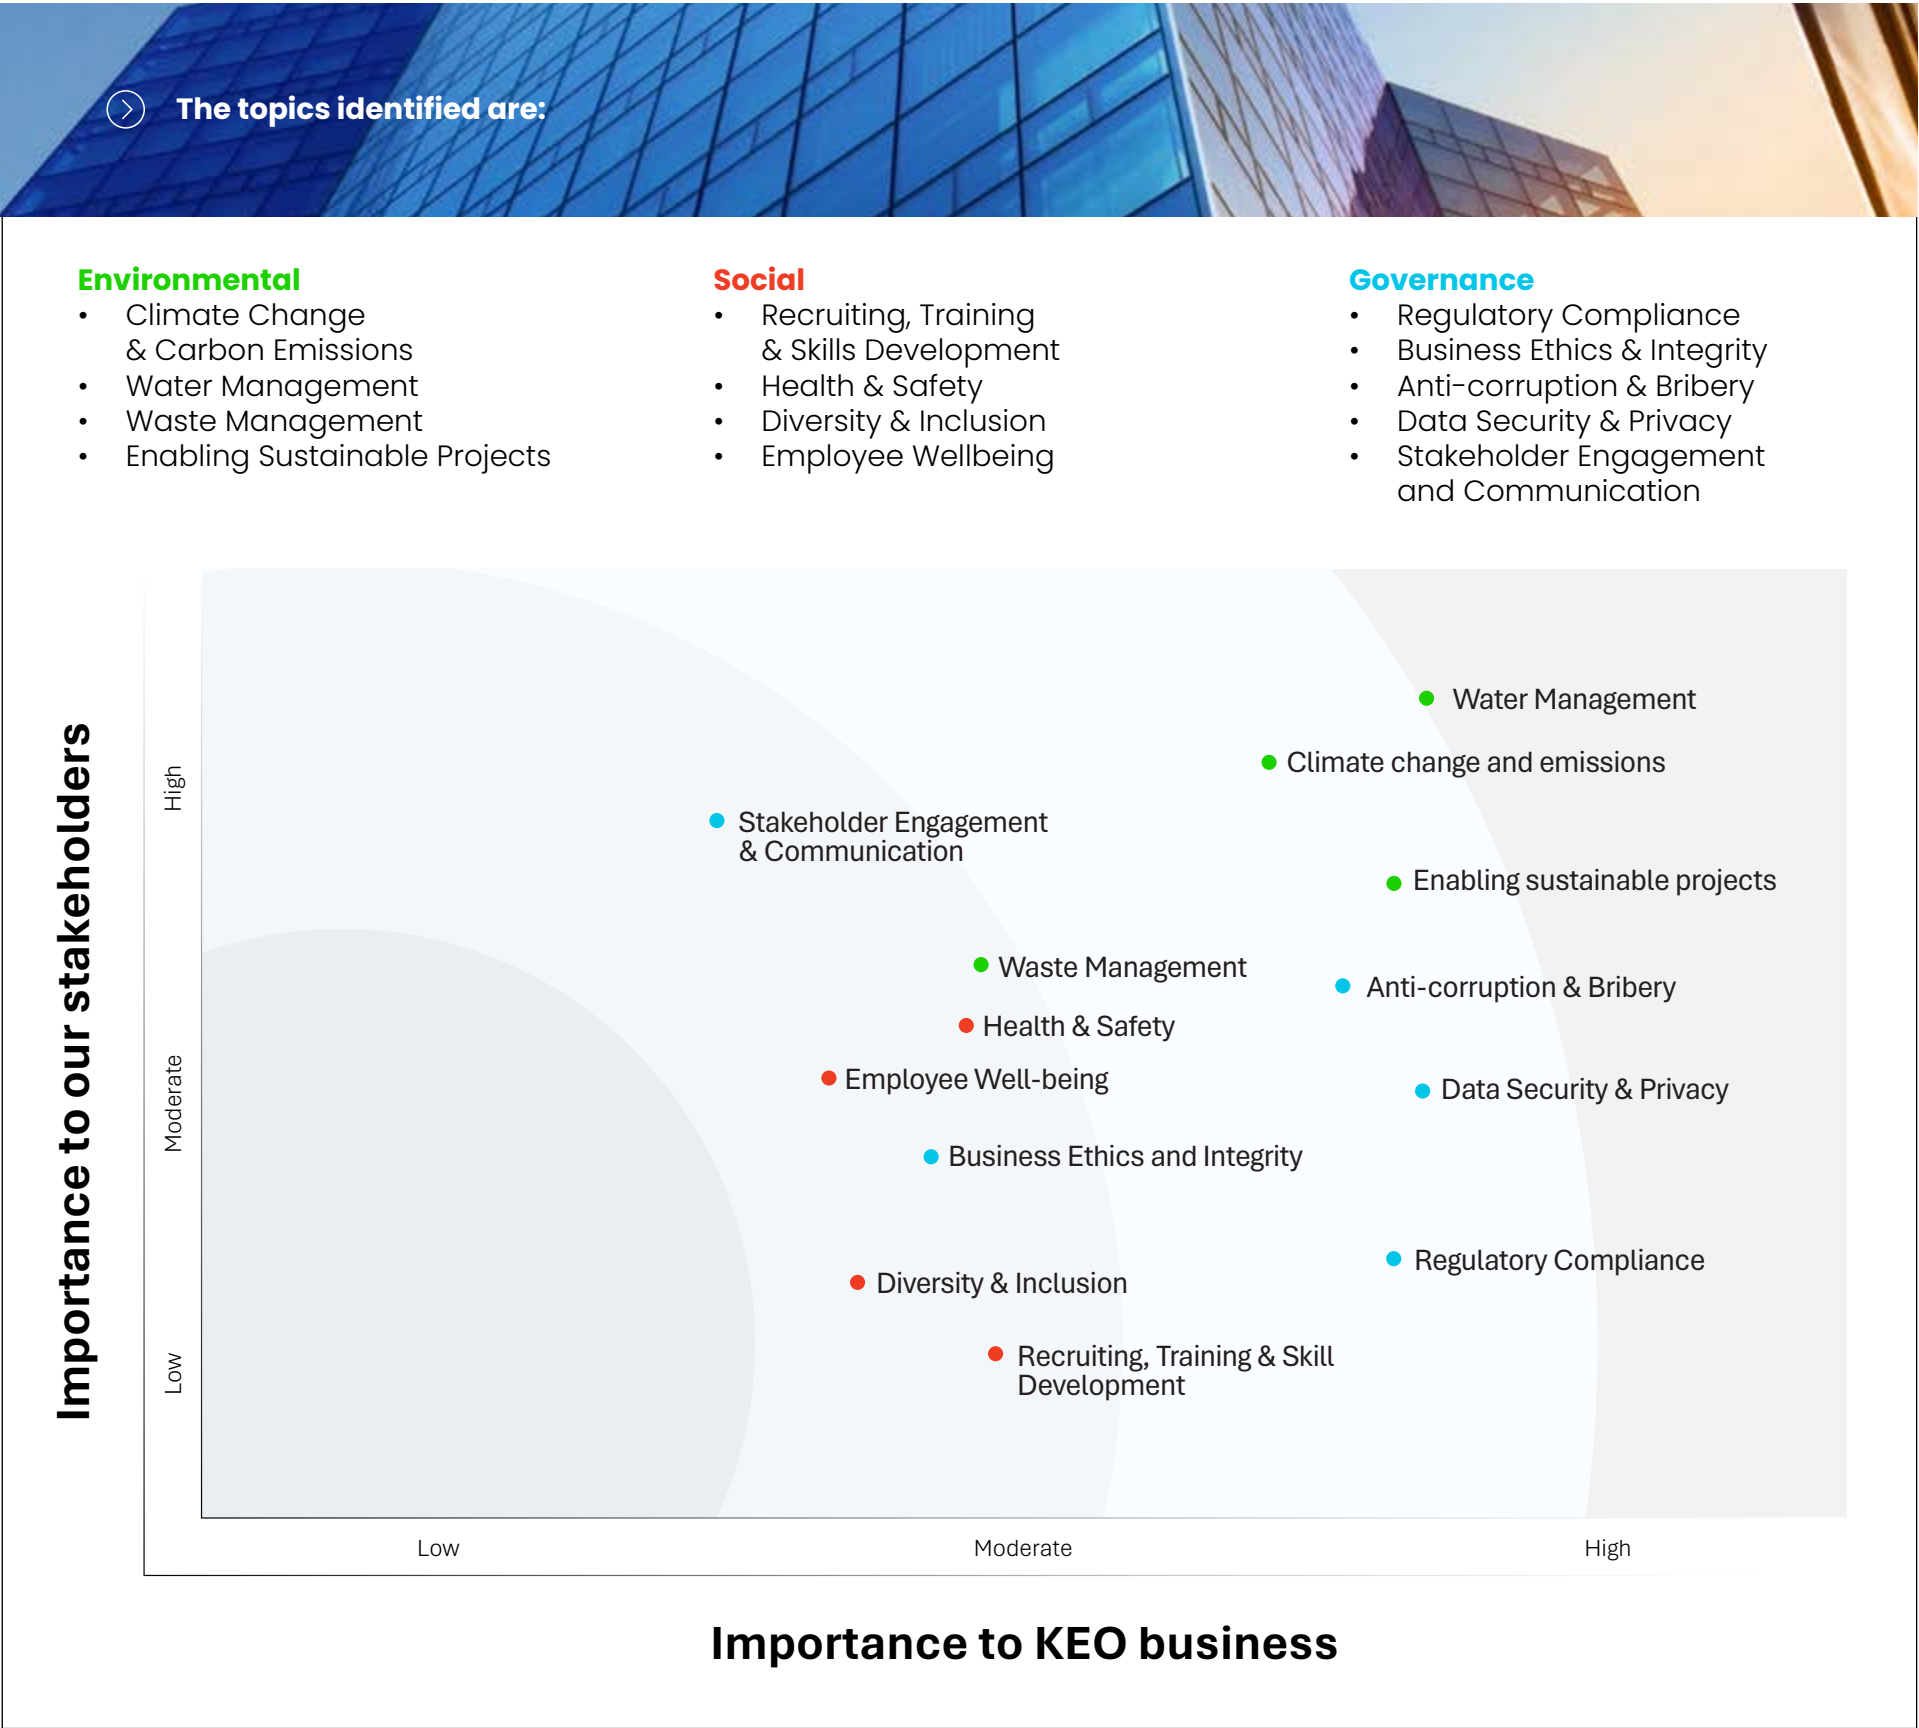 The topics identified are:
Environmental
• Climate Change
& Carbon Emissions
• Water Management
• Waste Management
• Enabling Sustainable Projects
Social
• Recruiting, Training
& Skills Development
• Health & Safety
• Diversity & Inclusion
• Employee Wellbeing
Governance
• Regulatory Compliance
• Business Ethics & Integrity
• Anti-corruption & Bribery
• Data Security & Privacy
• Stakeholder Engagement
and Communication
Importance to our stakeholders
High
Moderate
Low
Water Management
Climate change and emissions
Stakeholder Engagement
& Communication
Enabling sustainable projects
Waste Management
Anti-corruption & Bribery
Health & Safety
Employee Well-being
Data Security & Privacy
Business Ethics and Integrity
Regulatory Compliance
Diversity & Inclusion
Recruiting, Training & Skill
Development
Low
Moderate
High
Importance to KEO business